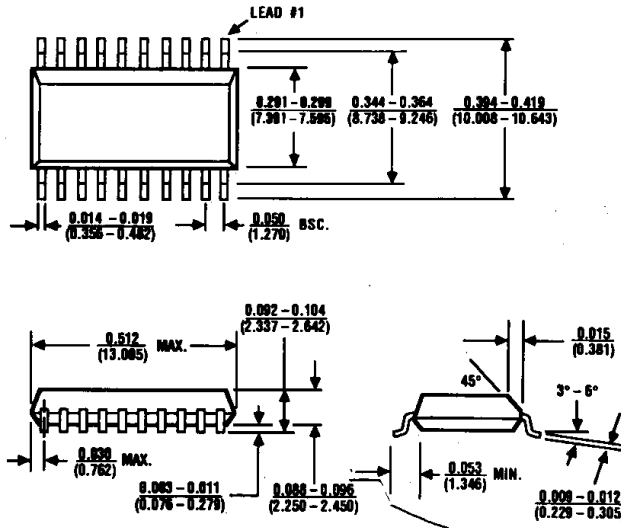 LEAD #1
0.291 – 0.299
(7.391 – 7.595)
0.344 – 0.364
(8.738 – 9.246)
0.394 – 0.419
(10.008 – 10.643)
0.014 – 0.019
(0.356 – 0.482)
0.050 BSC.
(1.270)
0.092 – 0.104
(2.337 – 2.642)
0.512 MAX.
(13.005)
0.015
(0.381)
45°
3° – 6°
0.030 MAX.
(0.762)
0.003 – 0.011
(0.076 – 0.279)
0.088 – 0.096
(2.250 – 2.450)
0.053 MIN.
(1.346)
0.009 – 0.012
(0.229 – 0.305)